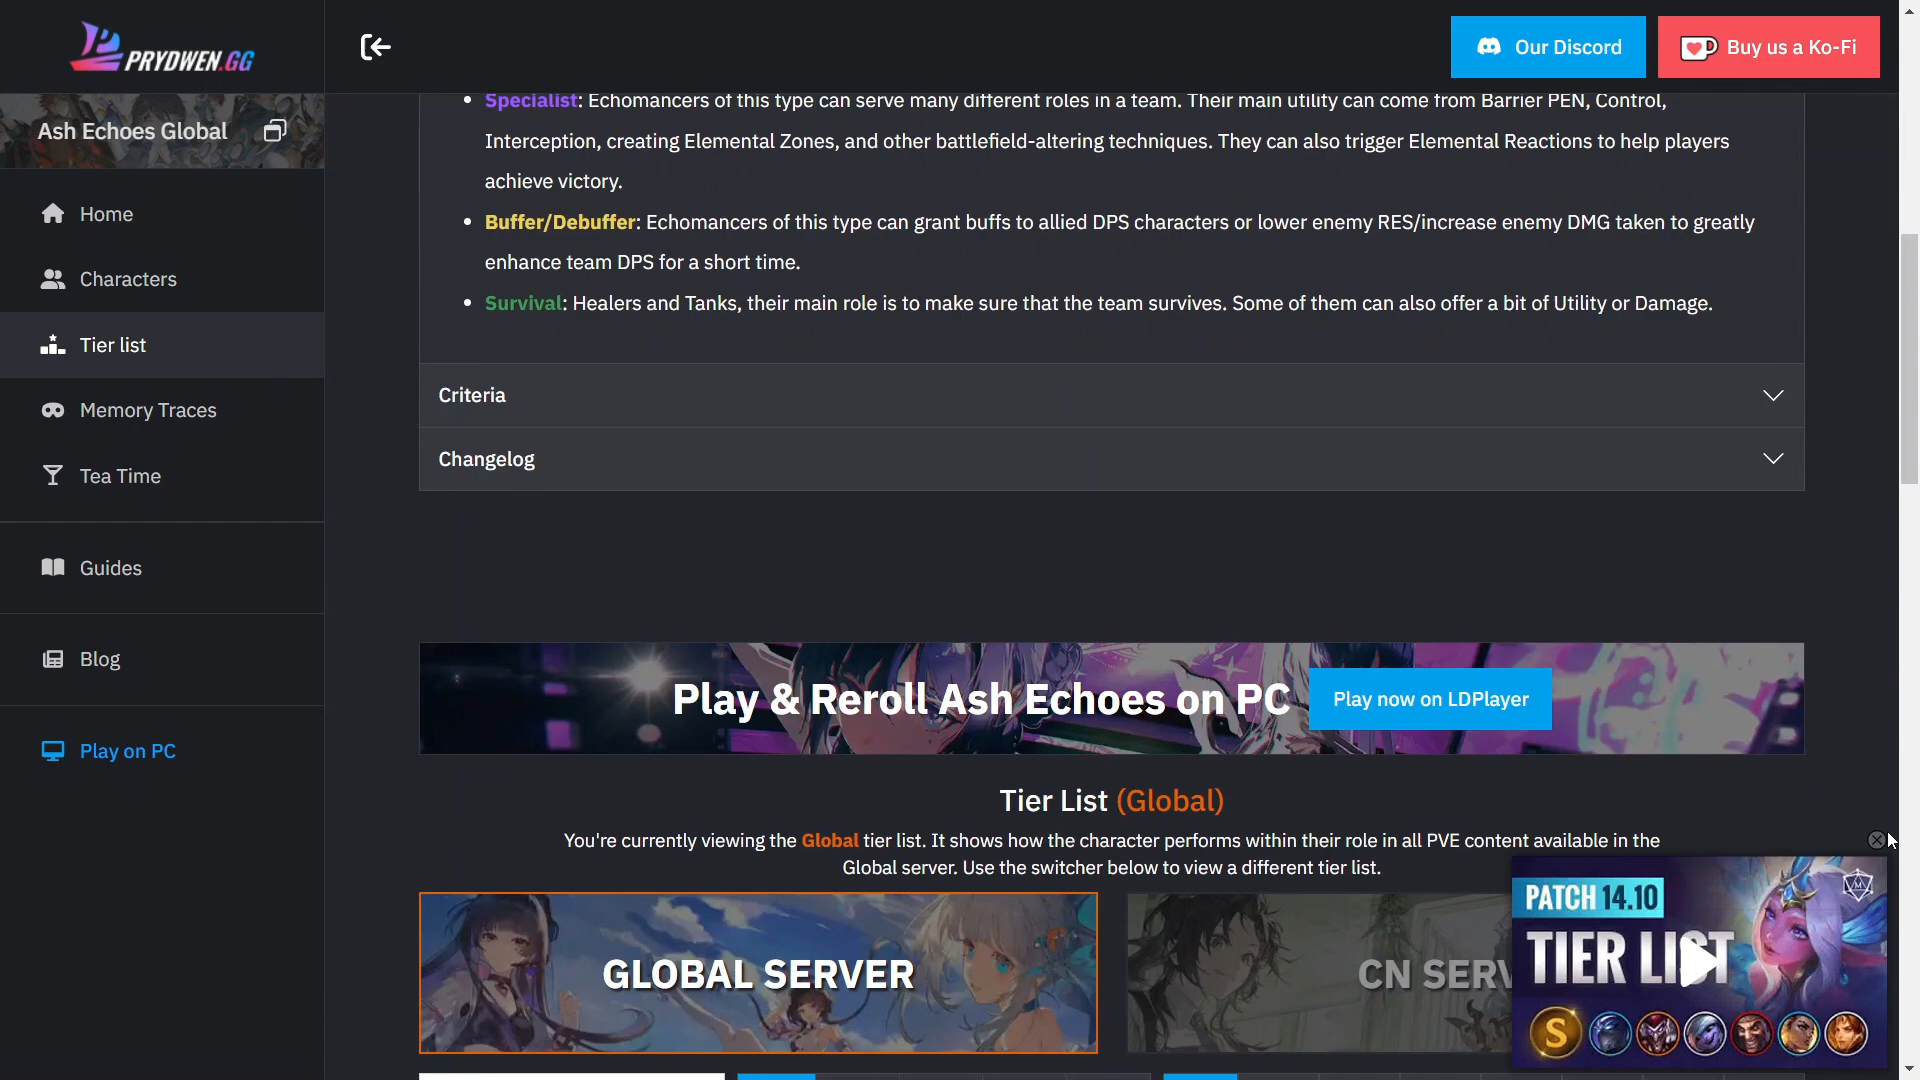 PRYDWEN.GG
Our Discord
Buy us a Ko-Fi
Ash Echoes Global
Home
Characters
Tier list
Memory Traces
Tea Time
Guides
Blog
Play on PC
Specialist: Echomancers of this type can serve many different roles in a team. Their main utility can come from Barrier PEN, Control,
Interception, creating Elemental Zones, and other battlefield-altering techniques. They can also trigger Elemental Reactions to help players
achieve victory.
Buffer/Debuffer: Echomancers of this type can grant buffs to allied DPS characters or lower enemy RES/increase enemy DMG taken to greatly
enhance team DPS for a short time.
Survival: Healers and Tanks, their main role is to make sure that the team survives. Some of them can also offer a bit of Utility or Damage.
Criteria
Changelog
Play & Reroll Ash Echoes on PC
Play now on LDPlayer
Tier List (Global)
You're currently viewing the Global tier list. It shows how the character performs within their role in all PVE content available in the
Global server. Use the switcher below to view a different tier list.
GLOBAL SERVER
CN SERV
PATCH 14.10
TIER LIST
S